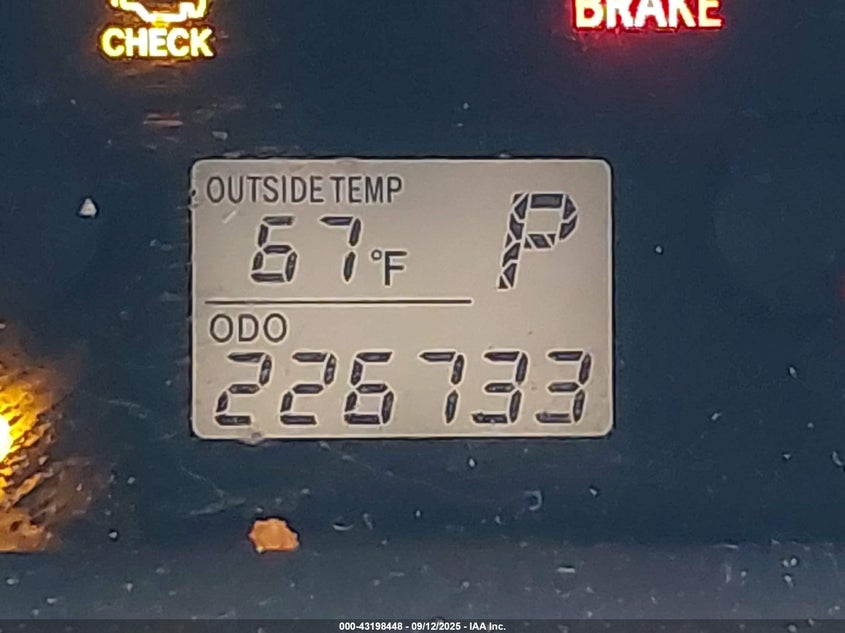 CHECK
BRAKE
OUTSIDE TEMP
67 °F
P
ODO
226733
000-43198448 - 09/12/2025 - IAA Inc.